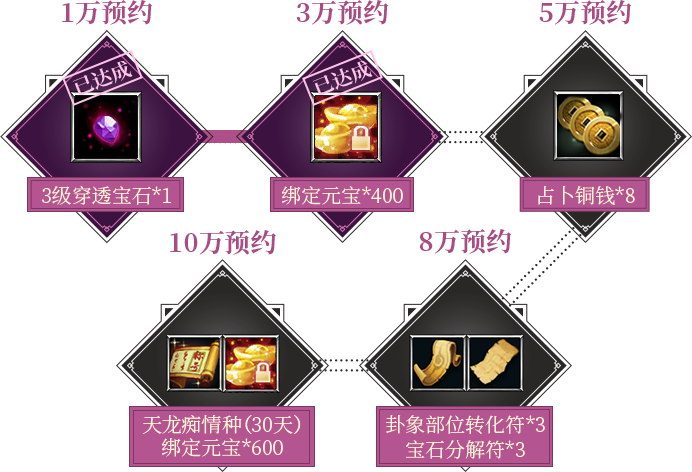 1万预约
3万预约
5万预约
已达成
已达成
3级穿透宝石*1
绑定元宝*400
占卜铜钱*8
10万预约
8万预约
天龙痴情种(30天)
绑定元宝*600
卦象部位转化符*3
宝石分解符*3